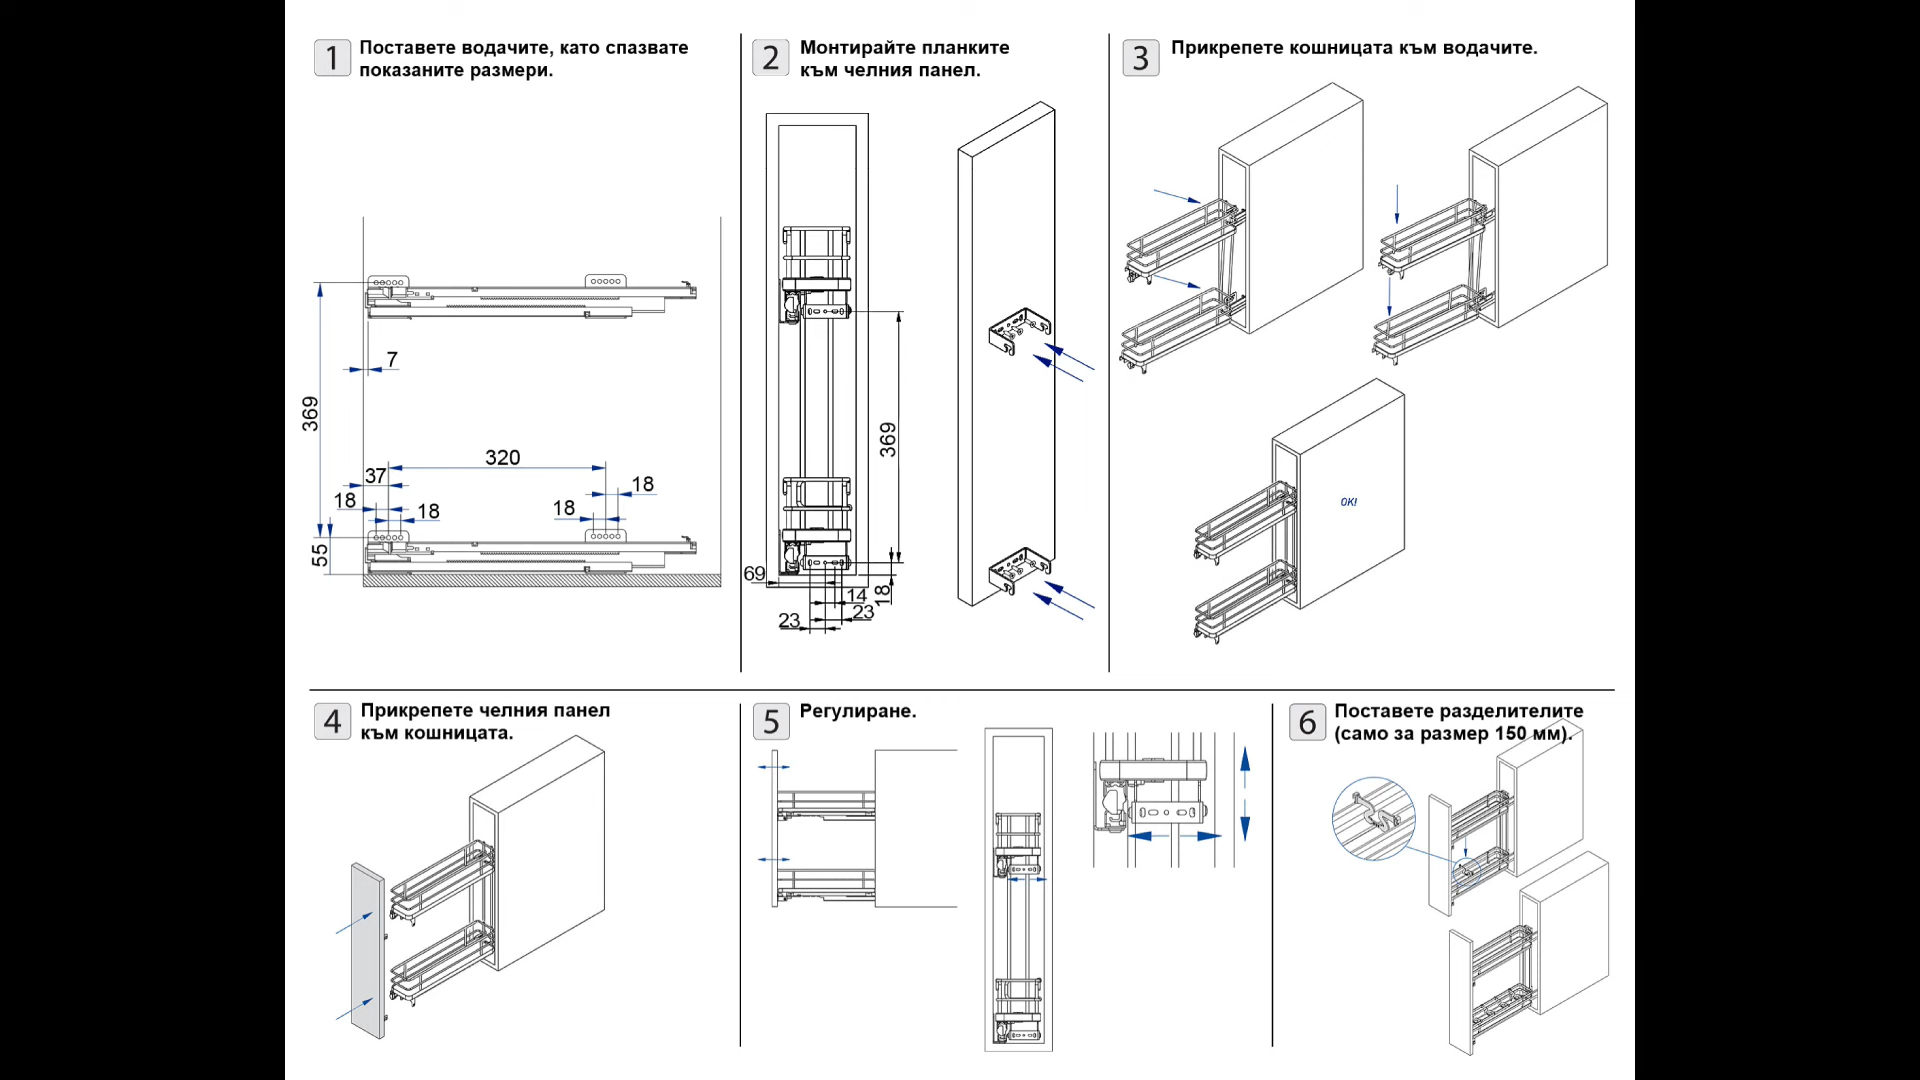 1
Поставете водачите, като спазвате
показаните размери.
7
369
320
37
18
18
18
18
55
2
Монтирайте планките
към челния панел.
369
69
14
18
23
23
3
Прикрепете кошницата към водачите.
OK!
4
Прикрепете челния панел
към кошницата.
5
Регулиране.
6
Поставете разделителите
(само за размер 150 мм).